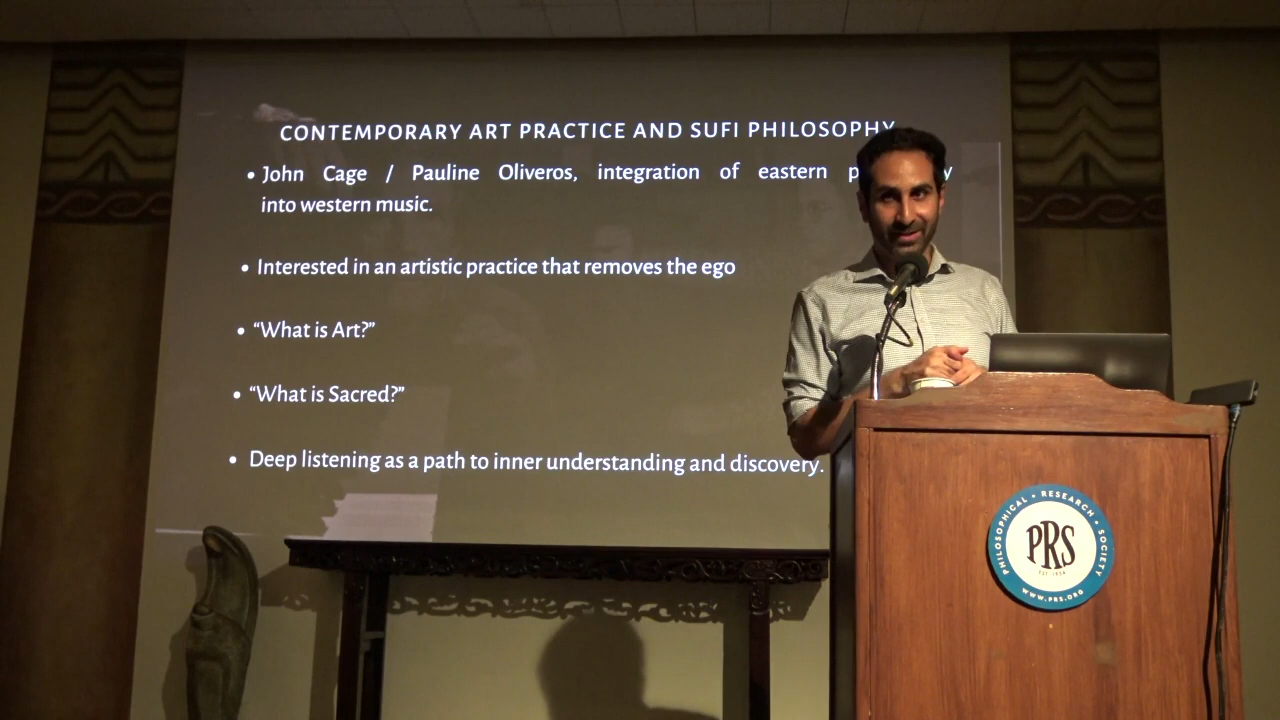 CONTEMPORARY ART PRACTICE AND SUFI PHILOSOPHY
• John Cage / Pauline Oliveros, integration of eastern
into western music.
• Interested in an artistic practice that removes the ego
• “What is Art?”
• “What is Sacred?”
• Deep listening as a path to inner understanding and discovery.
PHILOSOPHICAL • RESEARCH • SOCIETY
PRS
EST. 1934
WWW.PRS.ORG